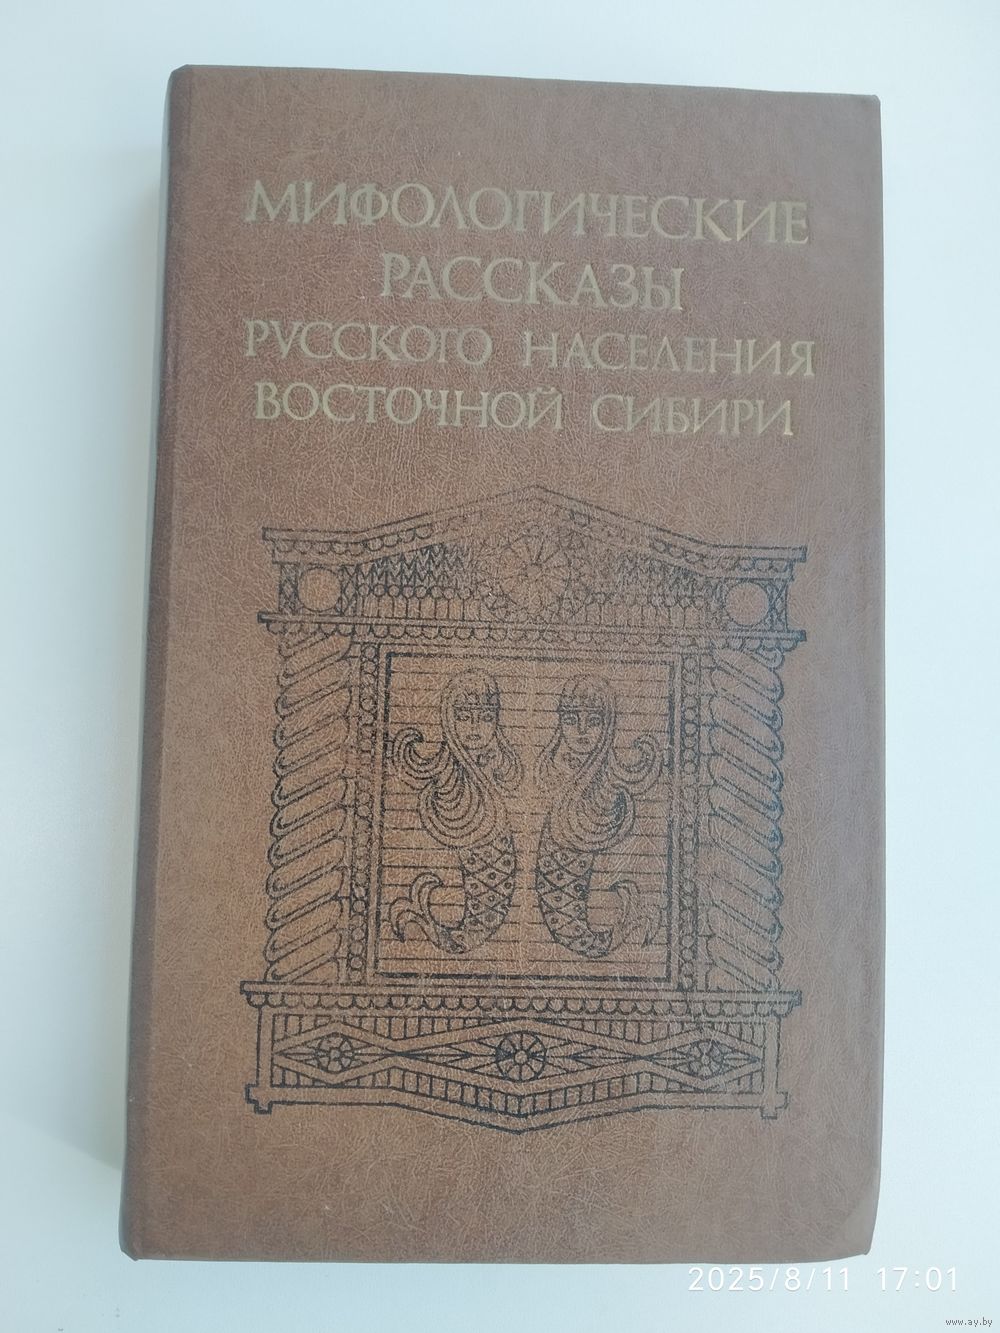 МИФОЛОГИЧЕСКИЕ
РАССКАЗЫ
РУССКОГО НАСЕЛЕНИЯ
ВОСТОЧНОЙ СИБИРИ
2025/8/11 17:01
www.ay.by